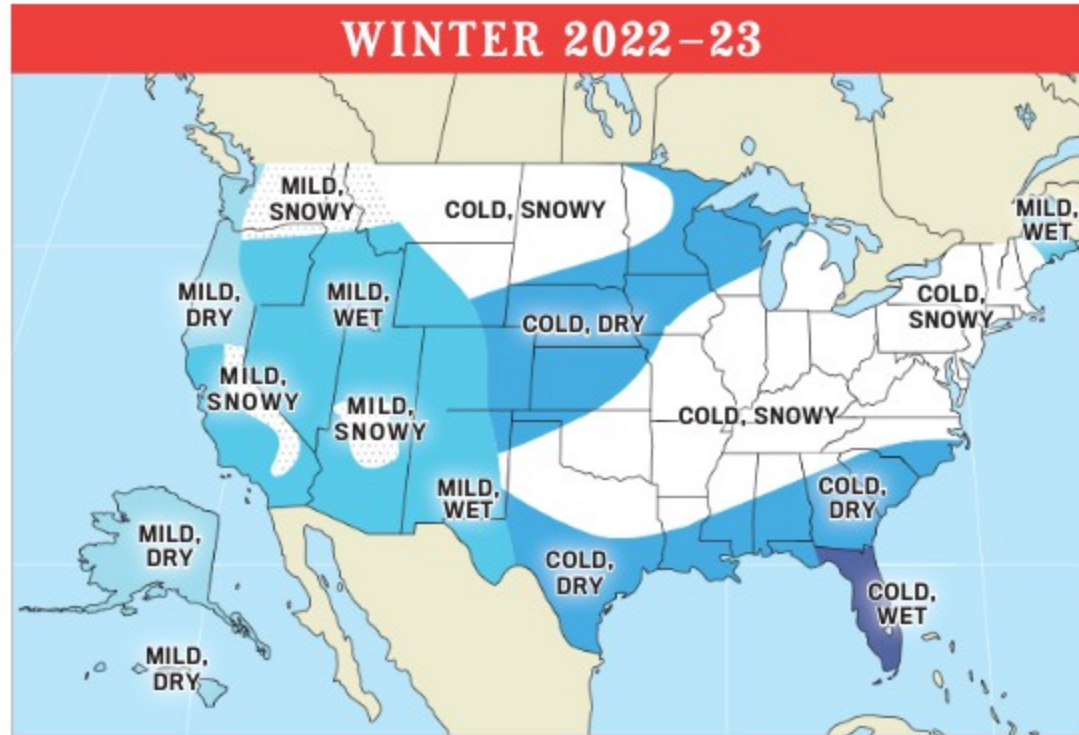 WINTER 2022–23
MILD,
SNOWY
COLD, SNOWY
MILD,
WET
MILD,
DRY
MILD,
WET
COLD, DRY
COLD,
SNOWY
MILD,
SNOWY
MILD,
SNOWY
COLD, SNOWY
MILD,
WET
COLD,
DRY
MILD,
DRY
COLD,
DRY
COLD,
WET
MILD,
DRY